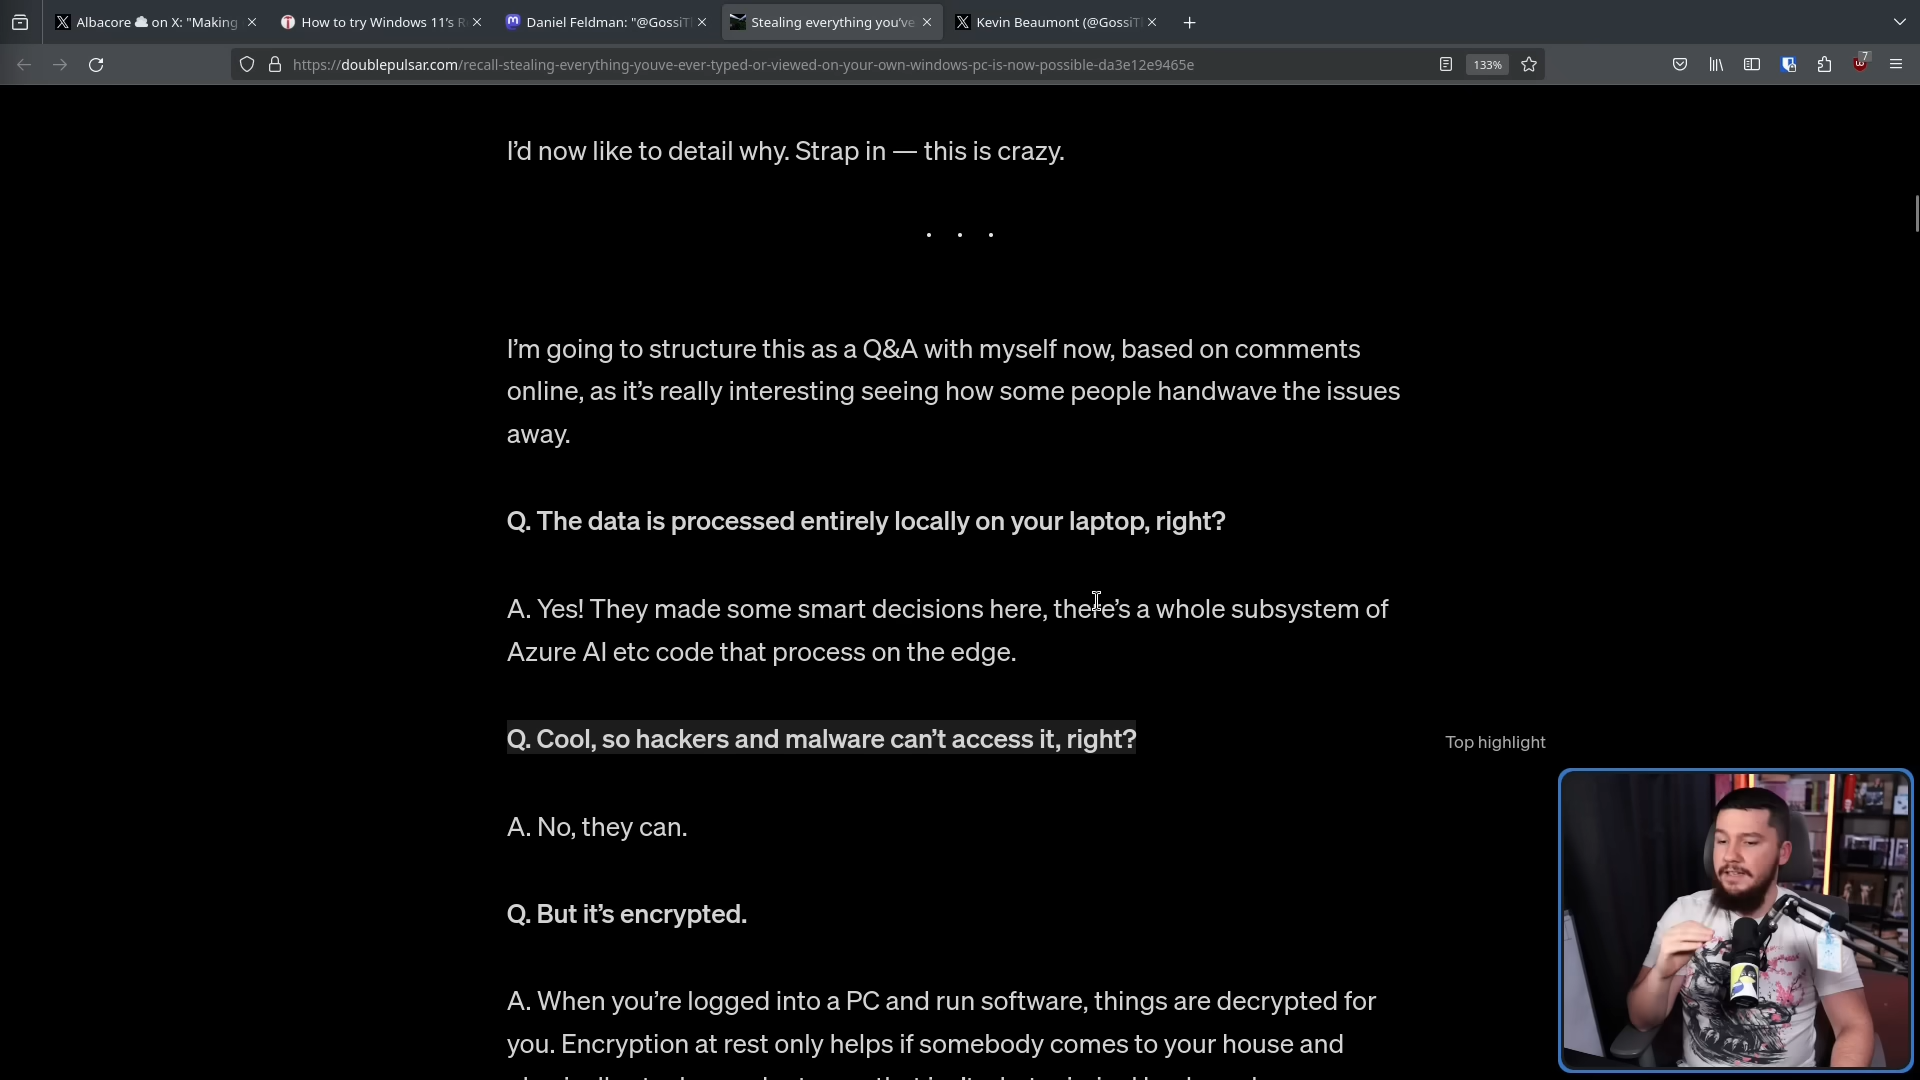 Albacore ☁ on X: "Making
How to try Windows 11's R
Daniel Feldman: "@GossiT
Stealing everything you've
Kevin Beaumont (@GossiT
https://doublepulsar.com/recall-stealing-everything-youve-ever-typed-or-viewed-on-your-own-windows-pc-is-now-possible-da3e12e9465e
133%
7
I’d now like to detail why. Strap in — this is crazy.
. . .
I’m going to structure this as a Q&A with myself now, based on comments
online, as it’s really interesting seeing how some people handwave the issues
away.
Q. The data is processed entirely locally on your laptop, right?
A. Yes! They made some smart decisions here, there’s a whole subsystem of
Azure AI etc code that process on the edge.
Q. Cool, so hackers and malware can’t access it, right?
Top highlight
A. No, they can.
Q. But it’s encrypted.
A. When you’re logged into a PC and run software, things are decrypted for
you. Encryption at rest only helps if somebody comes to your house and